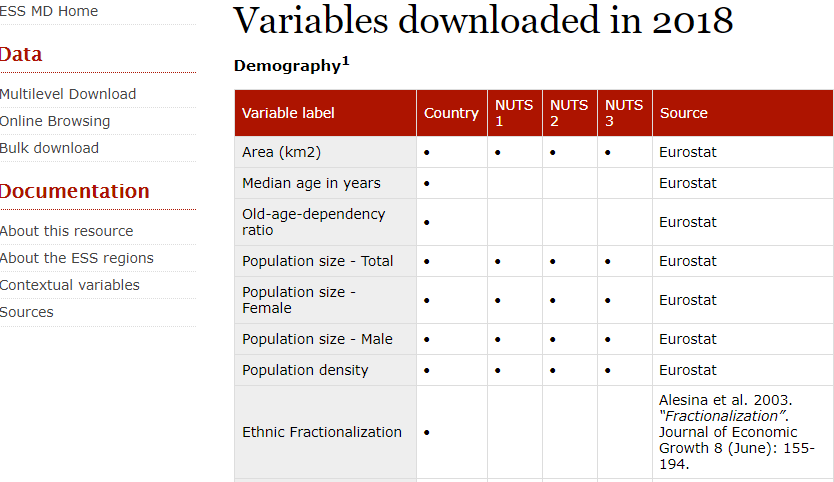 ESS MD Home
Data
Multilevel Download
Online Browsing
Bulk download
Documentation
About this resource
About the ESS regions
Contextual variables
Sources
Variables downloaded in 2018
Demography1
Variable label Country NUTS 1 NUTS 2 NUTS 3 Source
Area (km2) • • • • Eurostat
Median age in years • Eurostat
Old-age-dependency
ratio • Eurostat
Population size - Total • • • • Eurostat
Population size -
Female • • • • Eurostat
Population size - Male • • • • Eurostat
Population density • • • • Eurostat
Ethnic Fractionalization •
Alesina et al. 2003.
“Fractionalization”.
Journal of Economic
Growth 8 (June): 155-
194.